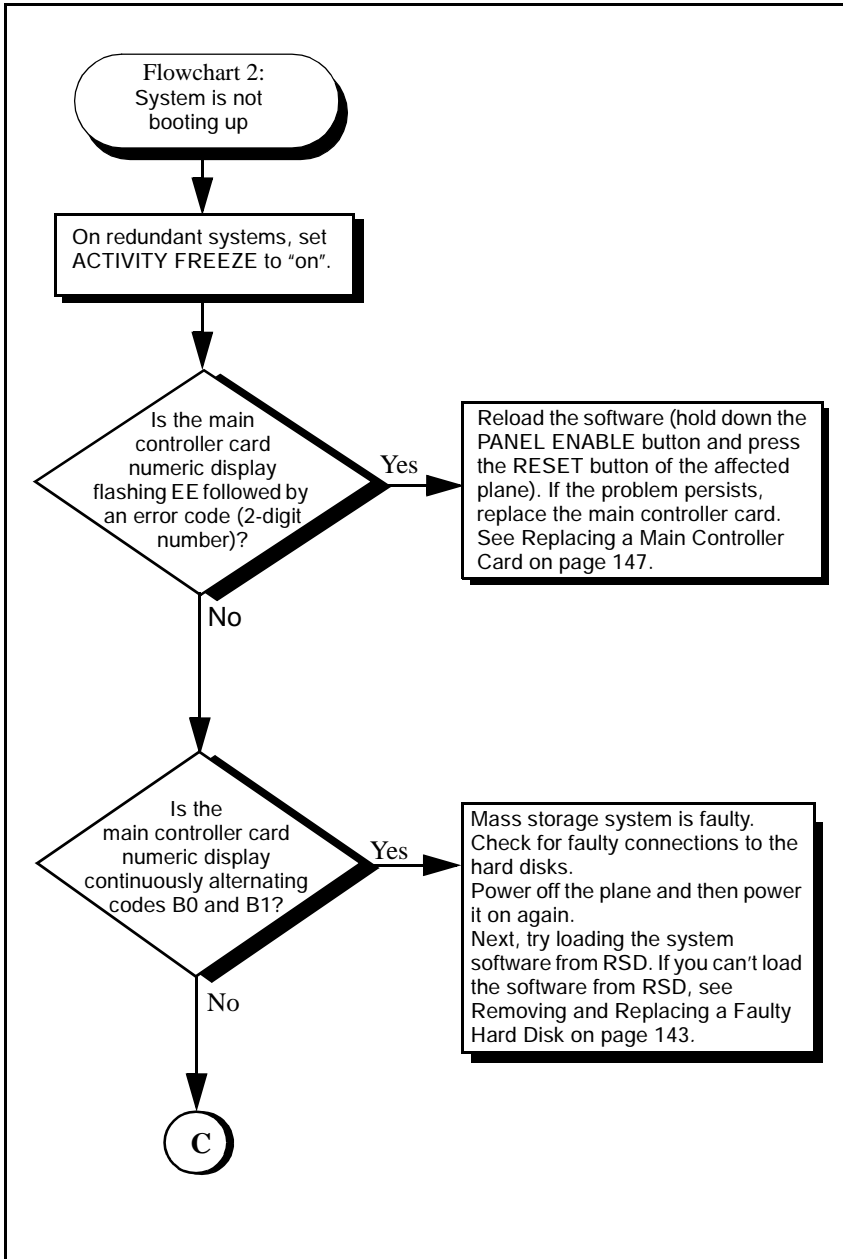 Flowchart 2:
System is not
booting up
On redundant systems, set
ACTIVITY FREEZE to “on”.
Is the main
controller card
numeric display
flashing EE followed by
an error code (2-digit
number)?
Yes
Reload the software (hold down the
PANEL ENABLE button and press
the RESET button of the affected
plane). If the problem persists,
replace the main controller card.
See Replacing a Main Controller
Card on page 147.
No
Is the
main controller card
numeric display
continuously alternating
codes B0 and B1?
Yes
Mass storage system is faulty.
Check for faulty connections to the
hard disks.
Power off the plane and then power
it on again.
Next, try loading the system
software from RSD. If you can’t load
the software from RSD, see
Removing and Replacing a Faulty
Hard Disk on page 143.
No
C